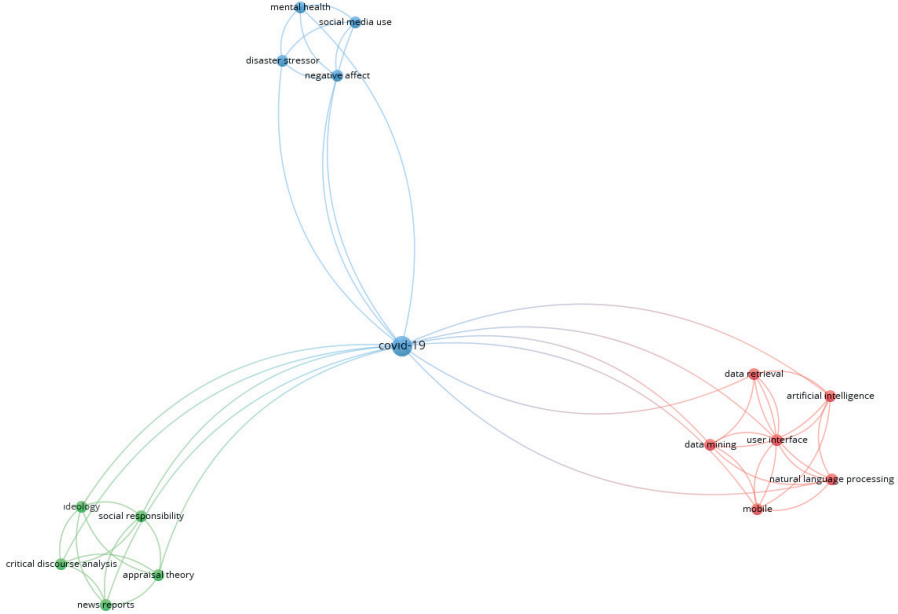 mental health
social media use
disaster stressor
negative affect
covid-19
data retrieval
artificial intelligence
user interface
data mining
natural language processing
mobile
ideology
social responsibility
critical discourse analysis
appraisal theory
news reports